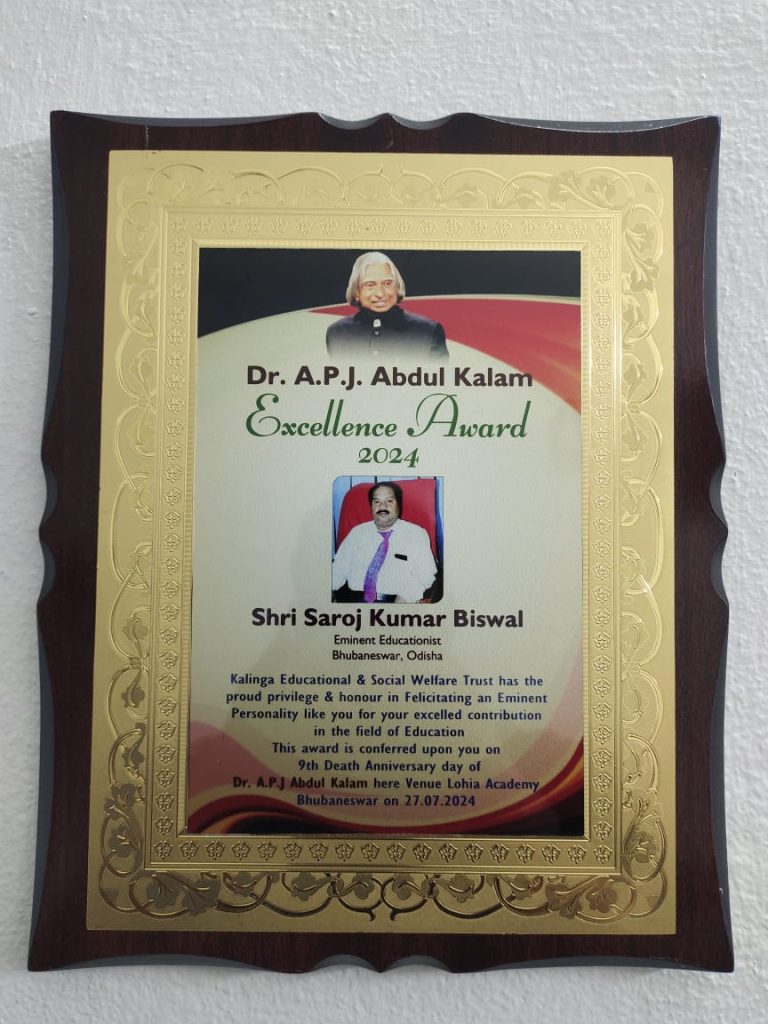 Dr. A.P.J. Abdul Kalam
Excellence Award
2024
Shri Saroj Kumar Biswal
Eminent Educationist
Bhubaneswar, Odisha
Kalinga Educational & Social Welfare Trust has the
proud privilege & honour in Felicitating an Eminent
Personality like you for your excelled contribution
in the field of Education
This award is conferred upon you on
9th Death Anniversary day of
Dr. A.P.J Abdul Kalam here Venue Lohia Academy
Bhubaneswar on 27.07.2024